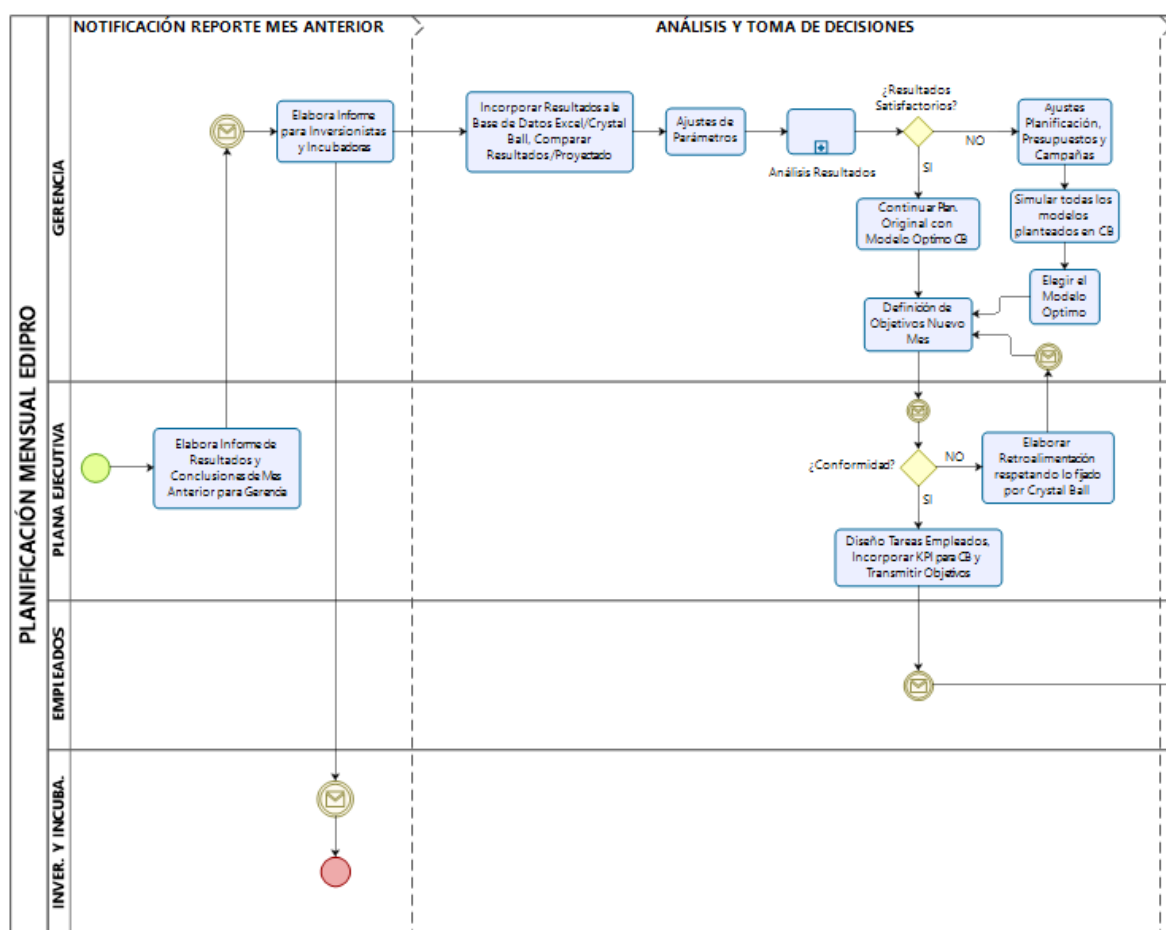 PLANIFICACIÓN MENSUAL EDIPRO
NOTIFICACIÓN REPORTE MES ANTERIOR
ANÁLISIS Y TOMA DE DECISIONES
GERENCIA
Elabora Informe
para Inversionistas
y Incubadoras
Incorporar Resultados a la
Base de Datos Excel/Crystal
Ball, Comparar
Resultados/Proyectado
Ajustes de
Parámetros
Análisis Resultados
¿Resultados
Satisfactorios?
NO
SI
Ajustes
Planificación,
Presupuestos y
Campañas
Continuar Plan.
Original con
Modelo Optimo CB
Simular todas los
modelos
planteados en CB
Elegir el
Modelo
Optimo
Definición de
Objetivos Nuevo
Mes
PLANA EJECUTIVA
Elabora Informe de
Resultados y
Conclusiones de Mes
Anterior para Gerencia
¿Conformidad?
NO
SI
Elaborar
Retroalimentación
respetando lo fijado
por Crystal Ball
Diseño Tareas Empleados,
Incorporar KPI para CB y
Transmitir Objetivos
EMPLEADOS
INVER. Y INCUBA.